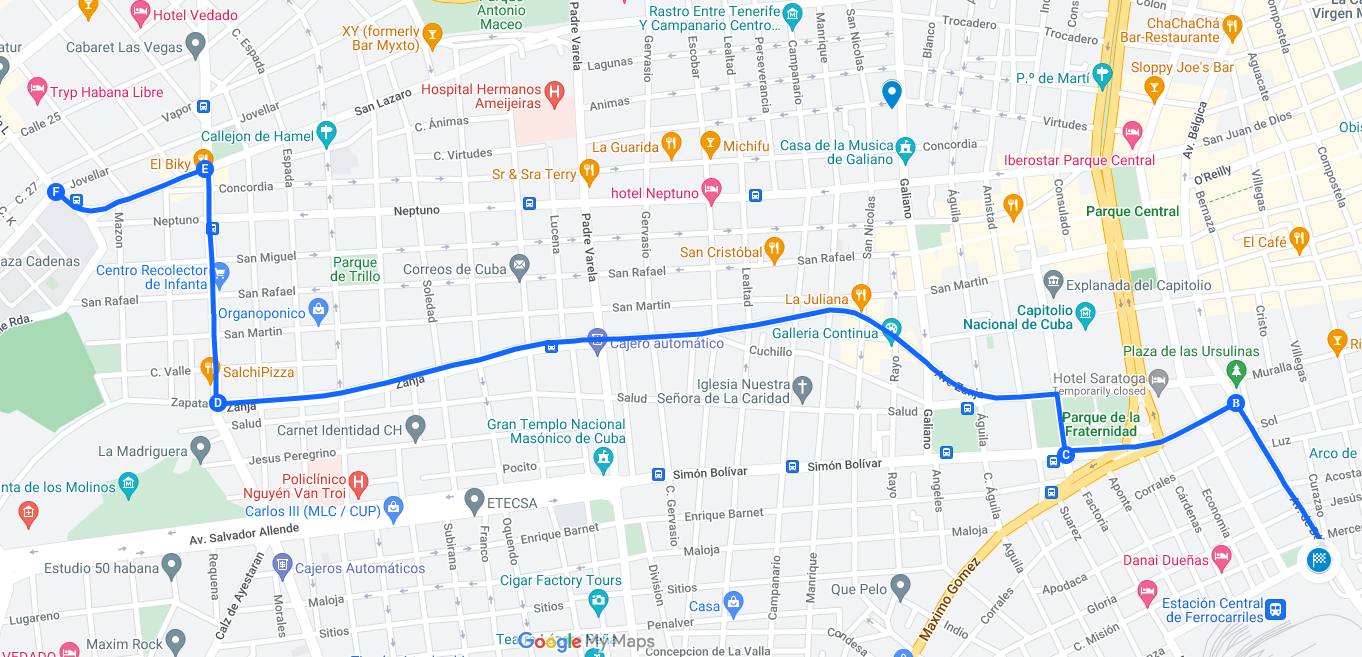 Hotel Vedado
Parque
Antonio
Maceo
Padre Varela
XY (formerly
Bar Myxto)
Rastro Entre Tenerife
Y Campanario Centro...
Manrique
San Nicolas
Blanco
Trocadero
Trocadero
ChaChaChá
Bar-Restaurante
Compostela
Virgen M
Cabaret Las Vegas
C. Espada
Lagunas
Gervasio
Escobar
Lealtad
Perseverancia
Campanario
P.º de Martí
Sloppy Joe's Bar
Aguacate
Tryp Habana Libre
Vapor
Jovellar
San Lazaro
Hospital Hermanos
Ameijeiras
Animas
Virtudes
Av. Bélgica
San Juan de Dios
Calle 25
Callejon de Hamel
C. Ánimas
La Guarida
Michifu
Casa de la Musica
de Galiano
Concordia
Iberostar Parque Central
Obis
El Biky
E
Espada
C. Virtudes
Sr & Sra Terry
C. 27
F
Jovellar
Concordia
hotel Neptuno
Galiano
Águila
Amistad
Consulado
O'Reilly
Villegas
Compostela
C. K
Mazon
Neptuno
Neptuno
Lucena
Padre Varela
Gervasio
San Nicolas
Parque Central
Bernaza
El Café
aza Cadenas
San Miguel
Parque
de Trillo
San Cristóbal
San Rafael
Centro Recolector
de Infanta
Correos de Cuba
San Rafael
Lealtad
San Martin
Explanada del Capitolio
San Rafael
San Rafael
Soledad
San Martin
La Juliana
Capitolio
Nacional de Cuba
Cristo
ne Rda.
Organoponico
San Martin
Galleria Continua
Villegas
Cajero automático
Cuchillo
Plaza de las Ursulinas
Ri
C. Valle
SalchiPizza
Zanja
Iglesia Nuestra
Señora de La Caridad
Rayo
Ave Zanja
Hotel Saratoga
Temporarily closed
Muralla
Zapata
D
Zanja
Salud
Salud
Galiano
Águila
Parque de la
Fraternidad
B
Sol
Salud
Carnet Identidad CH
Gran Templo Nacional
Masónico de Cuba
Luz
La Madriguera
Jesus Peregrino
Pocito
Simón Bolívar
Simón Bolívar
C
Arco de
nta de los Molinos
Policlínico
Nguyén Van Troi
ETECSA
C. Gervasio
Rayo
Angeles
C. Águila
Corrales
Curazao
Acosta
Jesús
Carlos III (MLC / CUP)
Enrique Barnet
Enrique Barnet
Suarez
Factoria
Aponte
Cárdenas
Economia
Merce
Av. Salvador Allende
Subirana
Franco
Oquendo
Maloja
Maloja
Estudio 50 habana
Requena
Calz de Ayestaran
Cajeros Automáticos
Division
Sitios
Campanario
Manrique
Aguila
Maximo Gomez
Danai Dueñas
Cigar Factory Tours
Que Pelo
Apodaca
Maloja
Sitios
Casa
Corrales
Gloria
Estación Central
de Ferrocarriles
Lugareno
Morales
Penalver
Indio
C. Misión
Maxim Rock
Google My Maps
VEDADO
Concepcion de La Valla